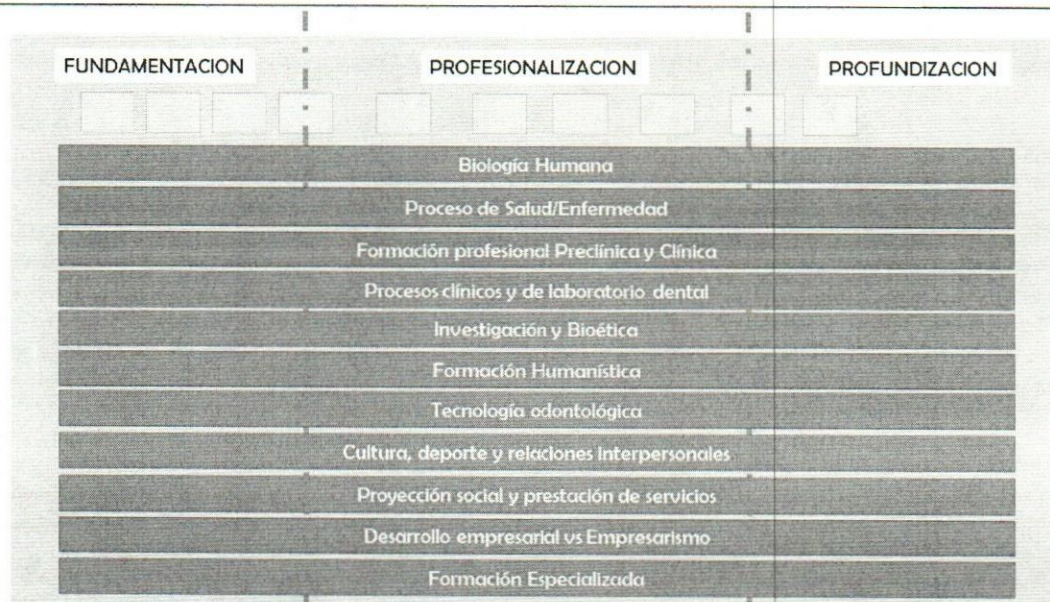 FUNDAMENTACION
PROFESIONALIZACION
PROFUNDIZACION
Biología Humana
Proceso de Salud/Enfermedad
Formación profesional Preclínica y Clínica
Procesos clínicos y de laboratorio dental
Investigación y Bioética
Formación Humanística
Tecnología odontológica
Cultura, deporte y relaciones Interpersonales
Proyección social y prestación de servicios
Desarrollo empresarial vs Empresarismo
Formación Especializada